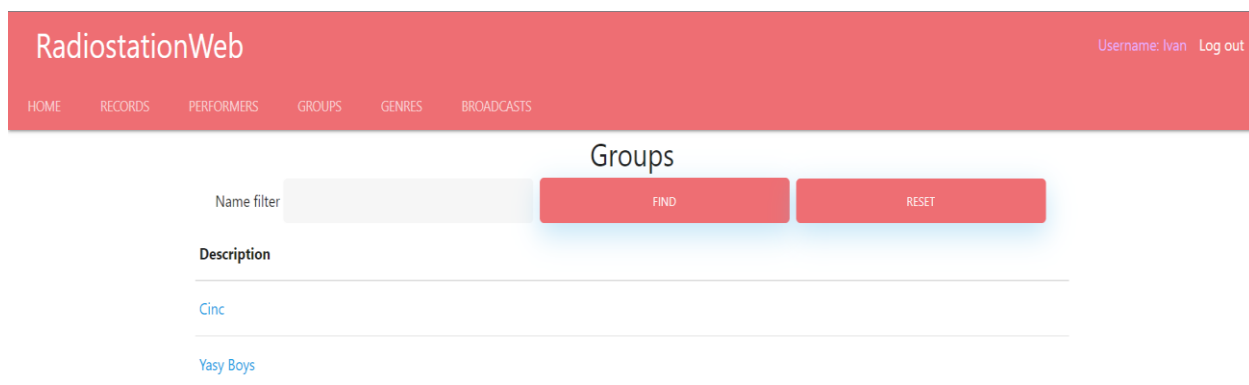 RadiostationWeb
Username: Ivan Log out
HOME RECORDS PERFORMERS GROUPS GENRES BROADCASTS
Groups
Name filter FIND RESET
Description
Cinc
Yasy Boys